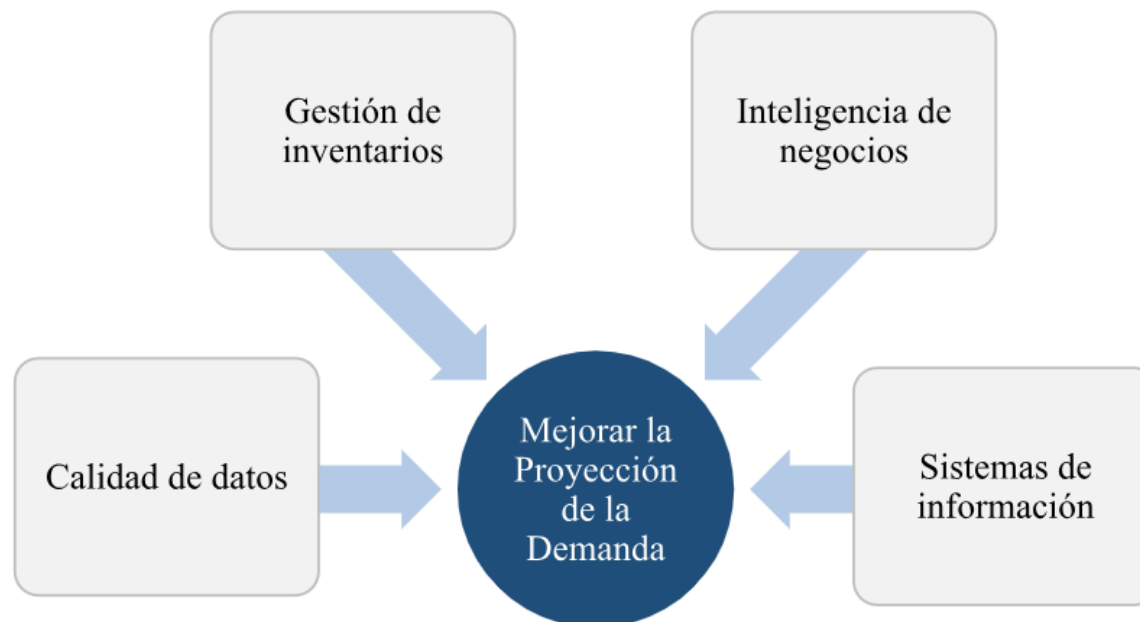 Gestión de
inventarios
Inteligencia de
negocios
Calidad de datos
Mejorar la
Proyección
de la
Demanda
Sistemas de
información